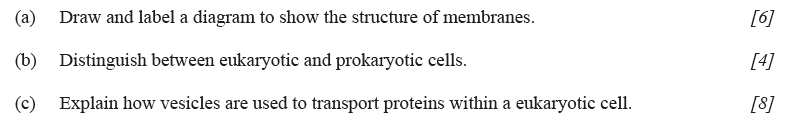 (a) Draw and label a diagram to show the structure of membranes. [6]
(b) Distinguish between eukaryotic and prokaryotic cells. [4]
(c) Explain how vesicles are used to transport proteins within a eukaryotic cell. [8]